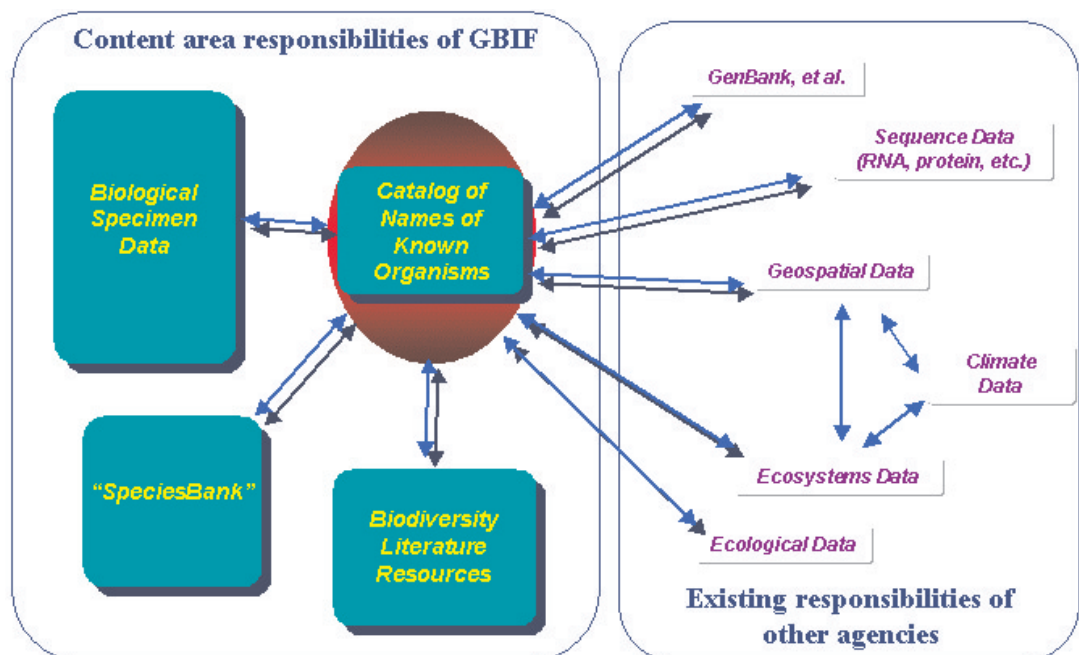 Content area responsibilities of GBIF
Biological
Specimen
Data
Catalog of
Names of
Known
Organisms
“SpeciesBank”
Biodiversity
Literature
Resources
GenBank, et al.
Sequence Data
(RNA, protein, etc.)
Geospatial Data
Climate
Data
Ecosystems Data
Ecological Data
Existing responsibilities of
other agencies